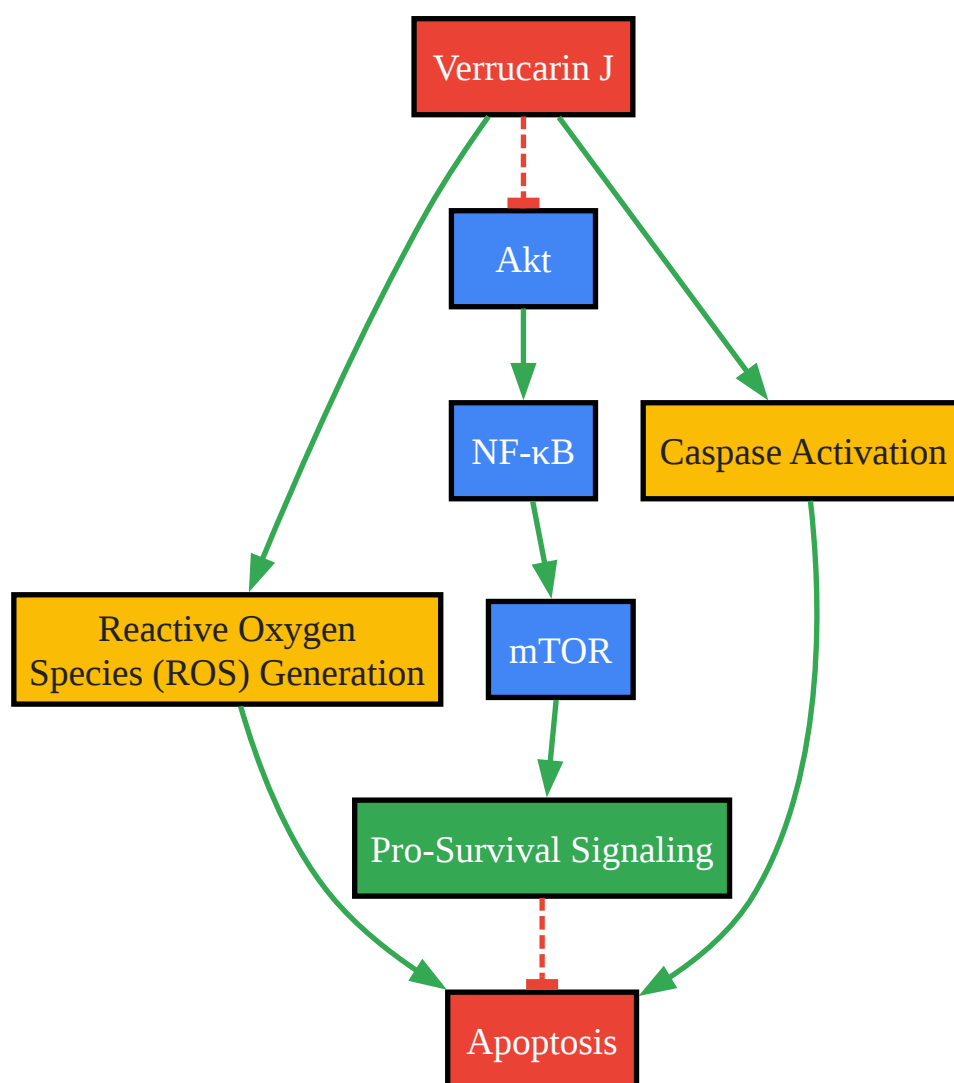 Verrucarin J
Akt
NF-κB
Caspase Activation
Reactive Oxygen
Species (ROS) Generation
mTOR
Pro-Survival Signaling
Apoptosis